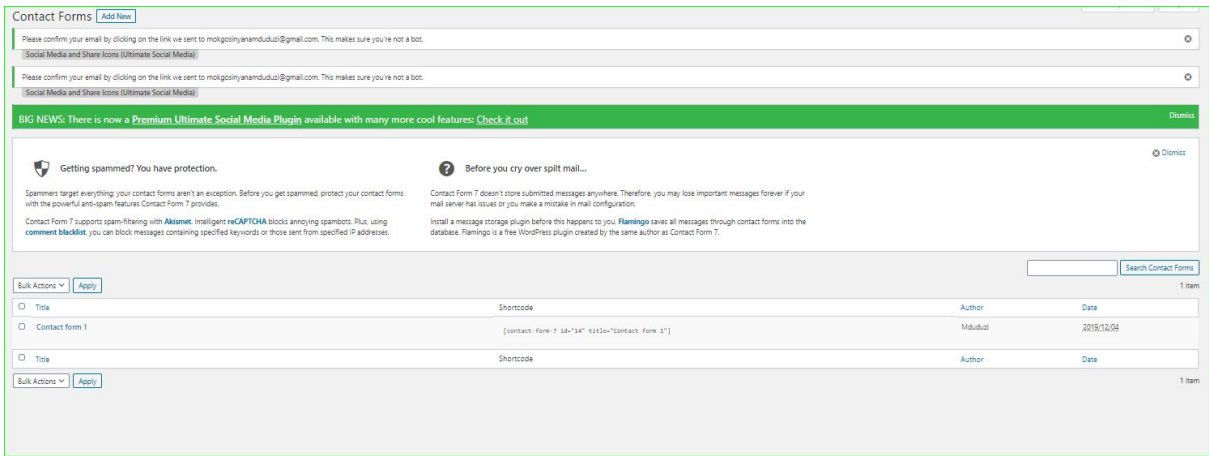 Contact Forms Add New
Please confirm your email by clicking on the link we sent to mokgosinyanamduduzi@gmail.com. This makes sure you're not a bot.
Social Media and Share Icons (Ultimate Social Media)
Please confirm your email by clicking on the link we sent to mokgosinyanamduduzi@gmail.com. This makes sure you're not a bot.
Social Media and Share Icons (Ultimate Social Media)
BIG NEWS: There is now a Premium Ultimate Social Media Plugin available with many more cool features: Check it out Dismiss
Dismiss
Getting spammed? You have protection.
Spammers target everything; your contact forms aren't an exception. Before you get spammed, protect your contact forms
with the powerful anti-spam features Contact Form 7 provides.
Contact Form 7 supports spam-filtering with Akismet. Intelligent reCAPTCHA blocks annoying spambots. Plus, using
comment blacklist, you can block messages containing specified keywords or those sent from specified IP addresses.
Before you cry over spilt mail...
Contact Form 7 doesn't store submitted messages anywhere. Therefore, you may lose important messages forever if your
mail server has issues or you make a mistake in mail configuration.
Install a message storage plugin before this happens to you. Flamingo saves all messages through contact forms into the
database. Flamingo is a free WordPress plugin created by the same author as Contact Form 7.
Search Contact Forms
Bulk Actions Apply 1 item
Title Shortcode Author Date
Contact form 1 [contact-form-7 id="14" title="Contact form 1"] Mduduzi 2019/12/04
Title Shortcode Author Date
Bulk Actions Apply 1 item